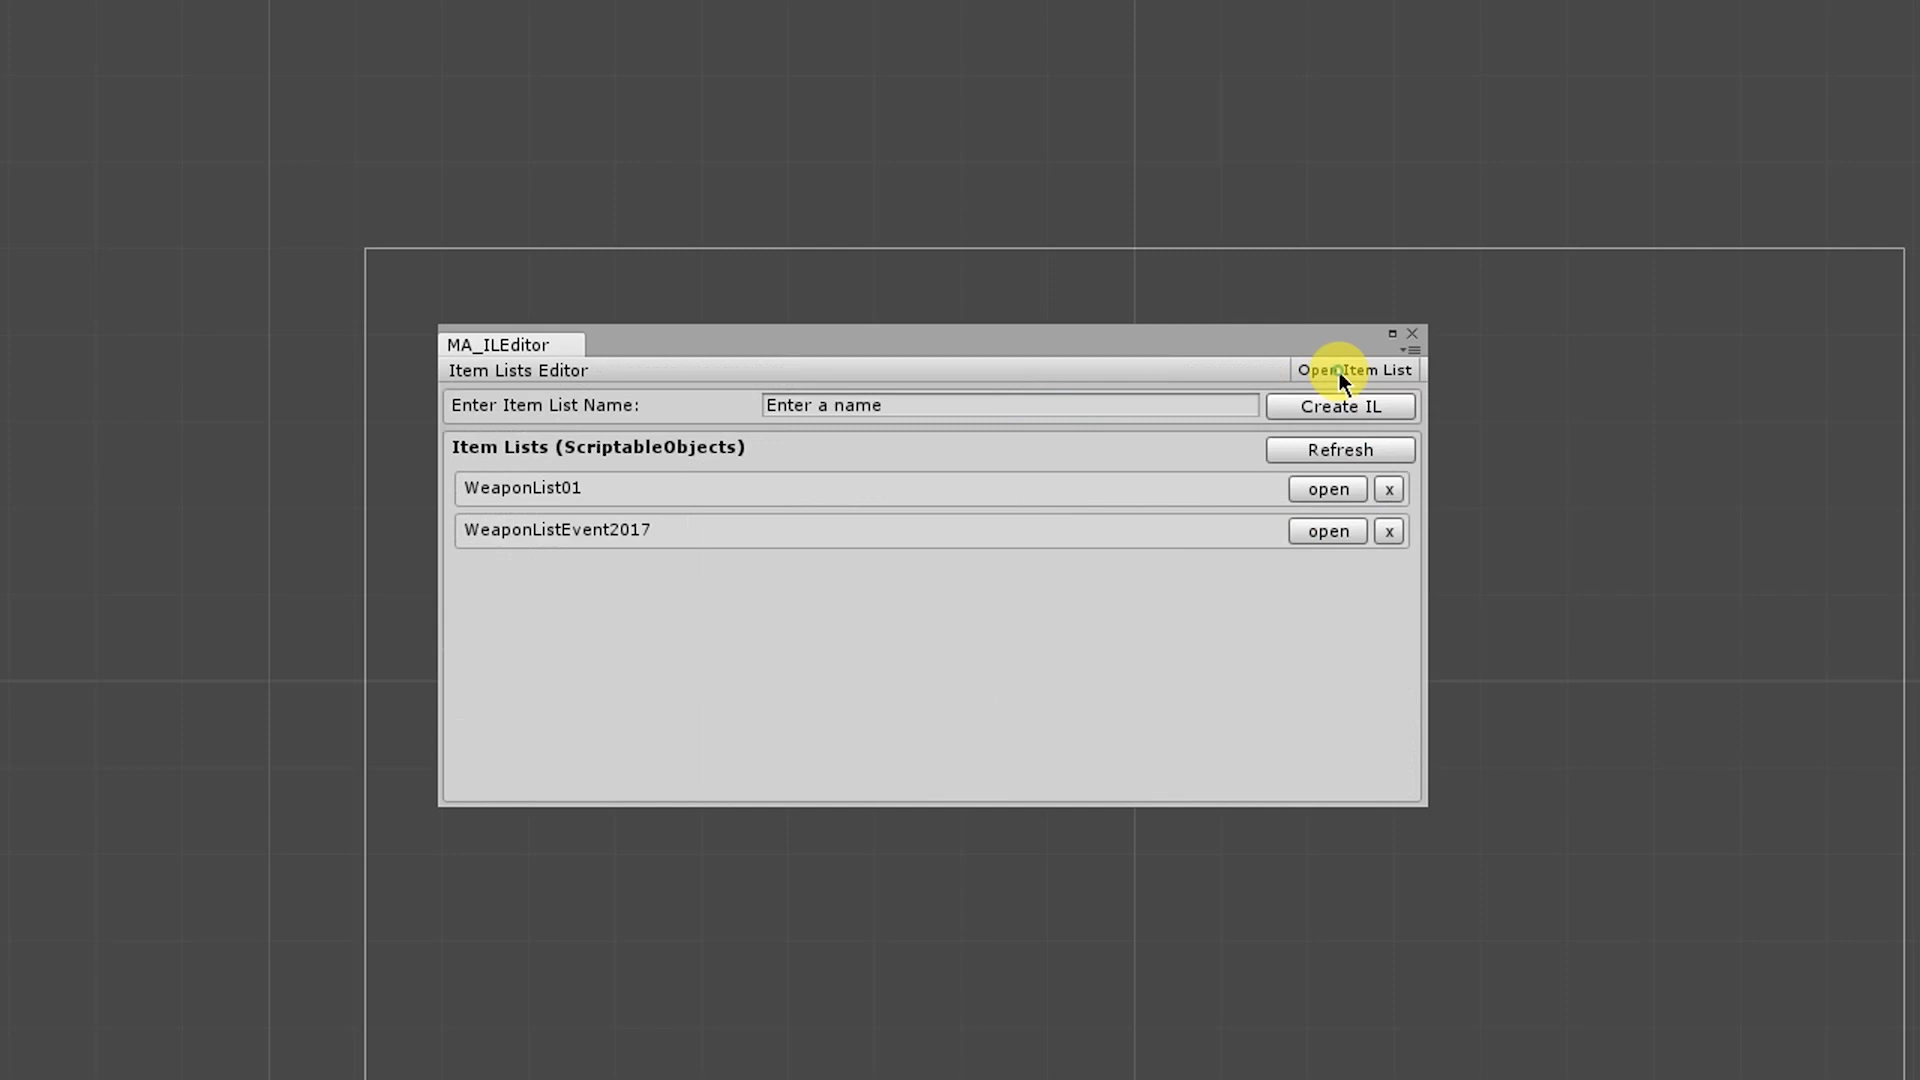 MA_ILEditor
Item Lists Editor Open Item List
Enter Item List Name: Enter a name Create IL
Item Lists (ScriptableObjects) Refresh
WeaponList01 open x
WeaponListEvent2017 open x